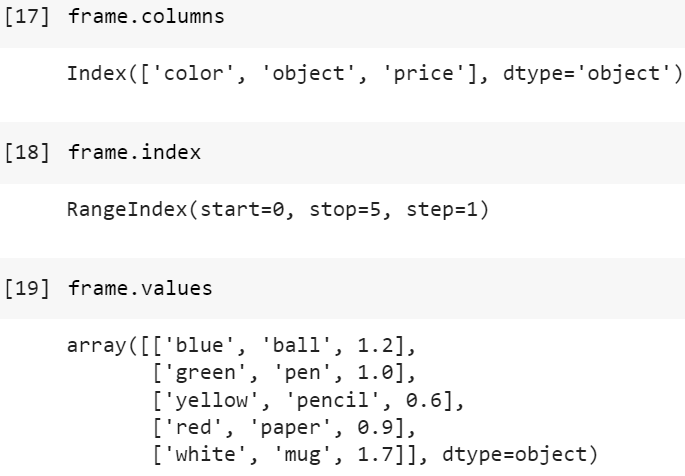 [17] frame.columns
Index(['color', 'object', 'price'], dtype='object')
[18] frame.index
RangeIndex(start=0, stop=5, step=1)
[19] frame.values
array([['blue', 'ball', 1.2],
['green', 'pen', 1.0],
['yellow', 'pencil', 0.6],
['red', 'paper', 0.9],
['white', 'mug', 1.7]], dtype=object)